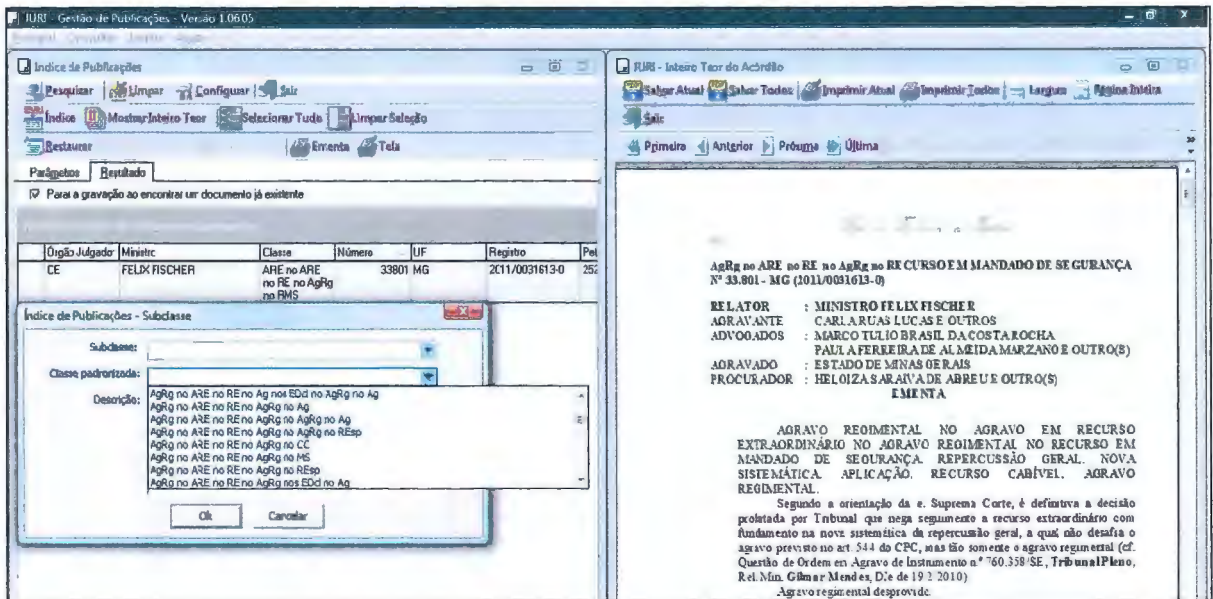 JURI - Gestão de Publicações - Versão 1.06.05
Índice de Publicações
Pesquisar Limpar Configurar Sair
Índice Mostrar Inteiro Teor Selecionar Tudo Limpar Seleção
Restaurar Ementa Tela
Parâmetros Resultado
Parar a gravação ao encontrar um documento já existente
Órgão Julgador Ministro Classe Número UF Registro Pet
CE FELIX FISCHER ARE no ARE 33801 MG 2011/0031613-0 252
no RE no AgRg
no RMS
Índice de Publicações - Subclasse
Subclasse:
Classe padronizada:
Descrição:
AgRg no ARE no RE no Ag nos EDcl no AgRg no Ag
AgRg no ARE no RE no AgRg no Ag
AgRg no ARE no RE no AgRg no AgRg no Ag
AgRg no ARE no RE no AgRg no AgRg no REsp
AgRg no ARE no RE no AgRg no CC
AgRg no ARE no RE no AgRg no MS
AgRg no ARE no RE no AgRg no REsp
AgRg no ARE no RE no AgRg nos EDcl no Ag
Ok Cancelar
JURI - Inteiro Teor do Acórdão
Salvar Atual Salvar Todos Imprimir Atual Imprimir Todos Largura Página Inteira
Sair
Primeira Anterior Próxima Última
AgRg no ARE no RE no AgRg no RECURSO EM MANDADO DE SEGURANÇA
Nº 33.801 - MG (2011/0031613-0)
RELATOR : MINISTRO FELIX FISCHER
AGRAVANTE CARLA RUAS LUCAS E OUTROS
ADVOGADOS : MARCO TULIO BRASIL DA COSTA ROCHA
PAULA FERREIRA DE ALMEIDA MARZANO E OUTRO(S)
AGRAVADO : ESTADO DE MINAS GERAIS
PROCURADOR : HELOIZA SARAIVA DE ABREU E OUTRO(S)
EMENTA
AGRAVO REGIMENTAL NO AGRAVO EM RECURSO
EXTRAORDINÁRIO NO AGRAVO REGIMENTAL NO RECURSO EM
MANDADO DE SEGURANÇA. REPERCUSSÃO GERAL. NOVA
SISTEMÁTICA. APLICAÇÃO. RECURSO CABÍVEL. AGRAVO
REGIMENTAL.
Segundo a orientação da e. Suprema Corte, é definitiva a decisão
prolatada por Tribunal que nega seguimento a recurso extraordinário com
fundamento na nova sistemática da repercussão geral, a qual não desafia o
agravo previsto no art. 544 do CPC, mas tão somente o agravo regimental (cf.
Questão de Ordem em Agravo de Instrumento n.º 760.358/SE, Tribunal Pleno,
Rel. Min. Gilmar Mendes, DJe de 19.2.2010)
Agravo regimental desprovido.